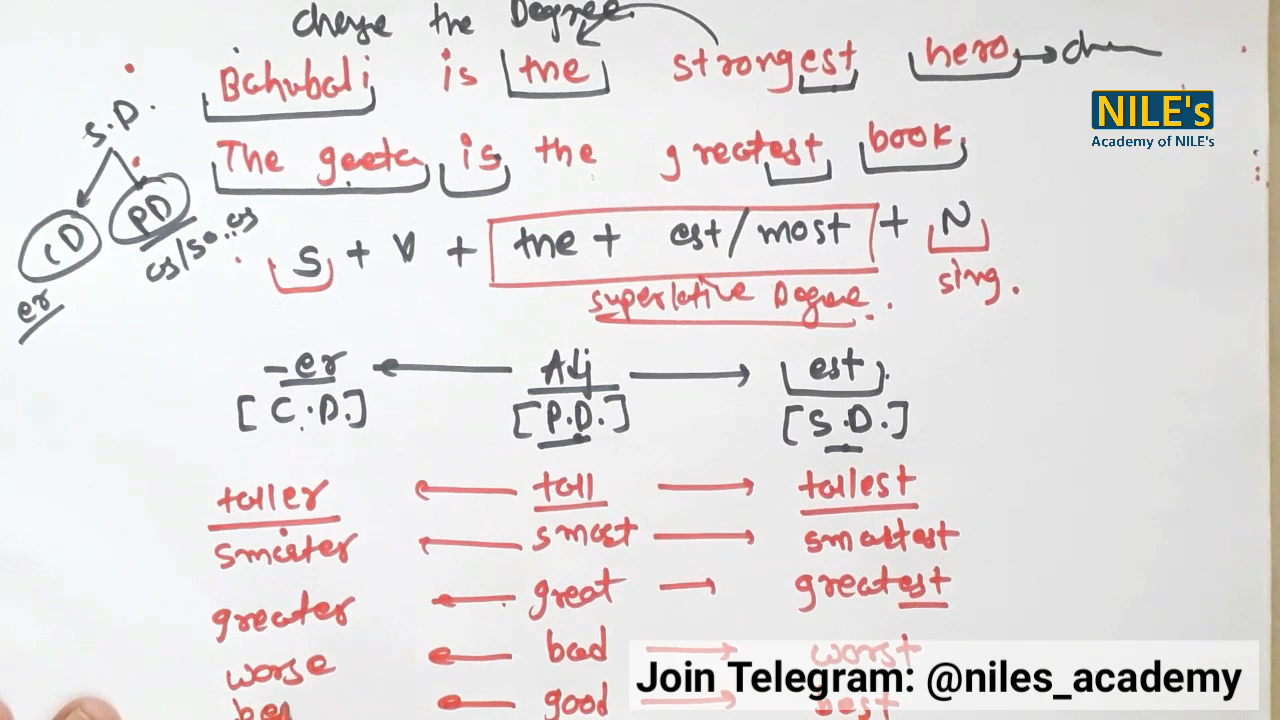 change the Degree
Bahubali is the strongest hero
The geeta is the greatest book
S.D.
CD PD
er as/so..as
S + V + the + est/most + N
superlative Degree. sing.
-er Adj est
[C.D.] [P.D.] [S.D.]
taller tall tallest
smarter smart smartest
greater great greatest
worse bad worst
good best
NILE's
Academy of NILE's
Join Telegram: @niles_academy